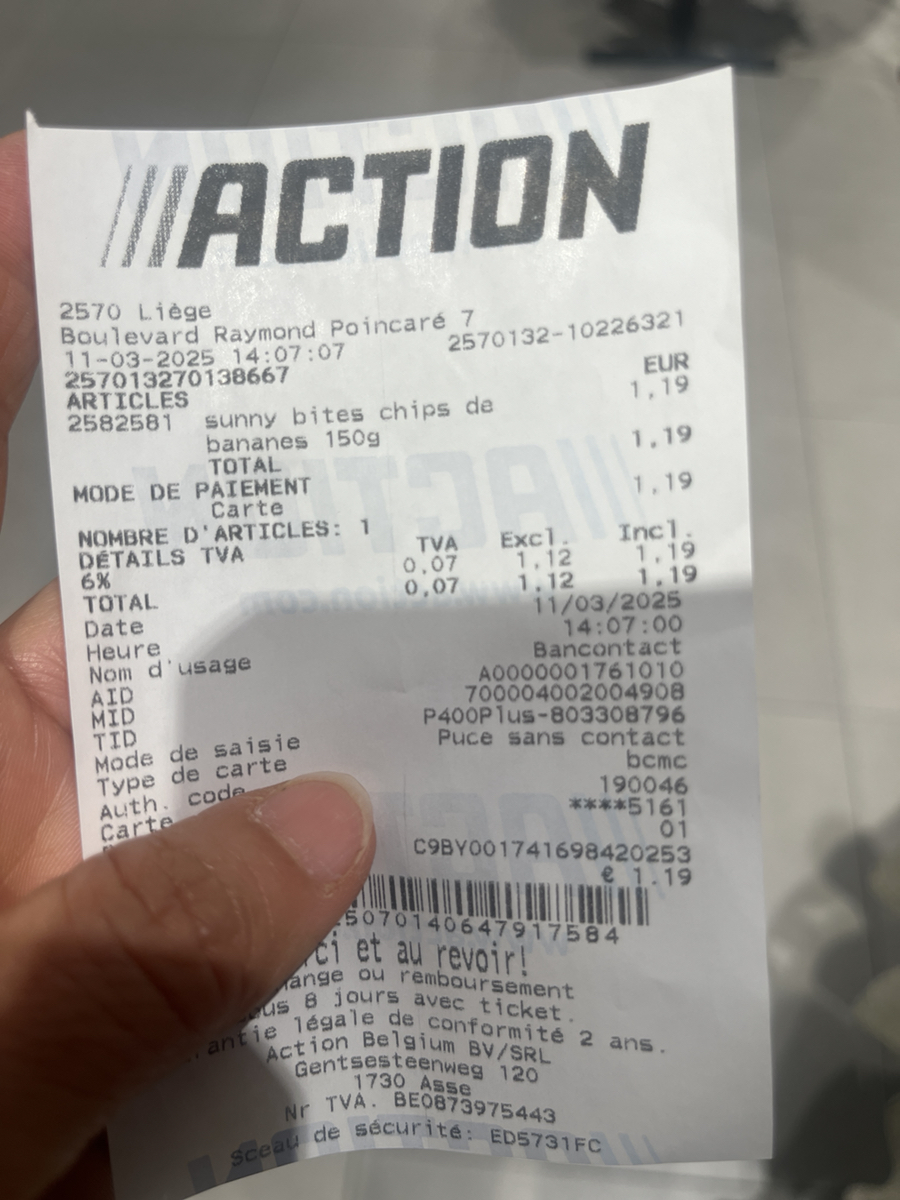 ACTION
2570 Liège
Boulevard Raymond Poincaré 7
11-03-2025 14:07:07 2570132-10226321
257013270138667 EUR
ARTICLES 1,19
2582581 sunny bites chips de
bananes 150g 1,19
TOTAL
MODE DE PAIEMENT 1,19
Carte
NOMBRE D'ARTICLES: 1
DÉTAILS TVA TVA Excl. Incl.
6% 0,07 1,12 1,19
TOTAL 0,07 1,12 1,19
Date 11/03/2025
Heure 14:07:00
Nom d'usage Bancontact
AID A0000001761010
MID 700004002004908
TID P400Plus-803308796
Mode de saisie Puce sans contact
Type de carte bcmc
Auth. code 190046
Carte ****5161
01
C9BY001741698420253
€ 1.19
5070140647917584
et au revoir!
ou remboursement
8 jours avec ticket.
légale de conformité 2 ans.
Action Belgium BV/SRL
Gentsesteenweg 120
1730 Asse
Nr TVA. BE0873975443
Sceau de sécurité: ED5731FC